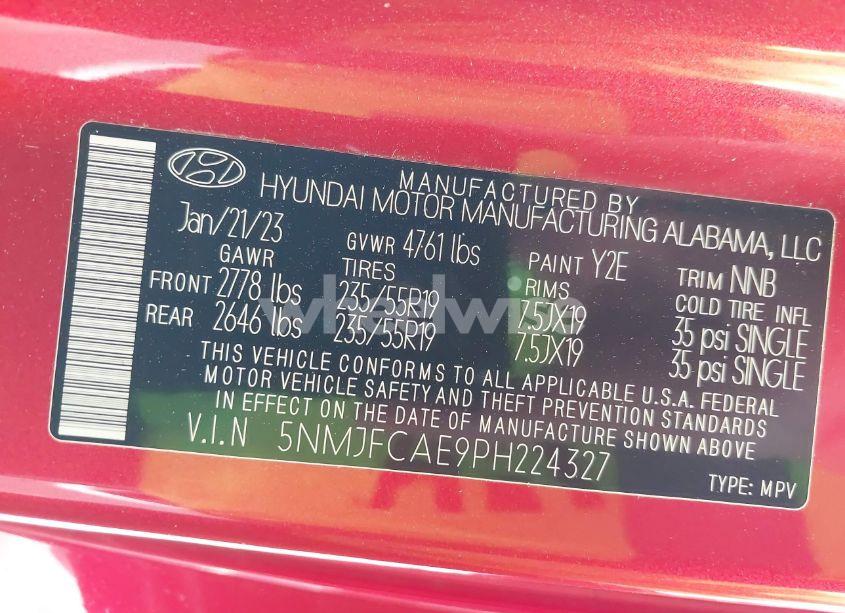 MANUFACTURED BY
HYUNDAI MOTOR MANUFACTURING ALABAMA, LLC
Jan/21/23 GVWR 4761 lbs PAINT Y2E TRIM NNB
GAWR TIRES RIMS COLD TIRE INFL
FRONT 2778 lbs 235/55R19 7.5JX19 35 psi SINGLE
REAR 2646 lbs 235/55R19 7.5JX19 35 psi SINGLE
THIS VEHICLE CONFORMS TO ALL APPLICABLE U.S.A. FEDERAL
MOTOR VEHICLE SAFETY AND THEFT PREVENTION STANDARDS
IN EFFECT ON THE DATE OF MANUFACTURE SHOWN ABOVE
V.I.N 5NMJFCAE9PH224327
TYPE: MPV
wheelwise